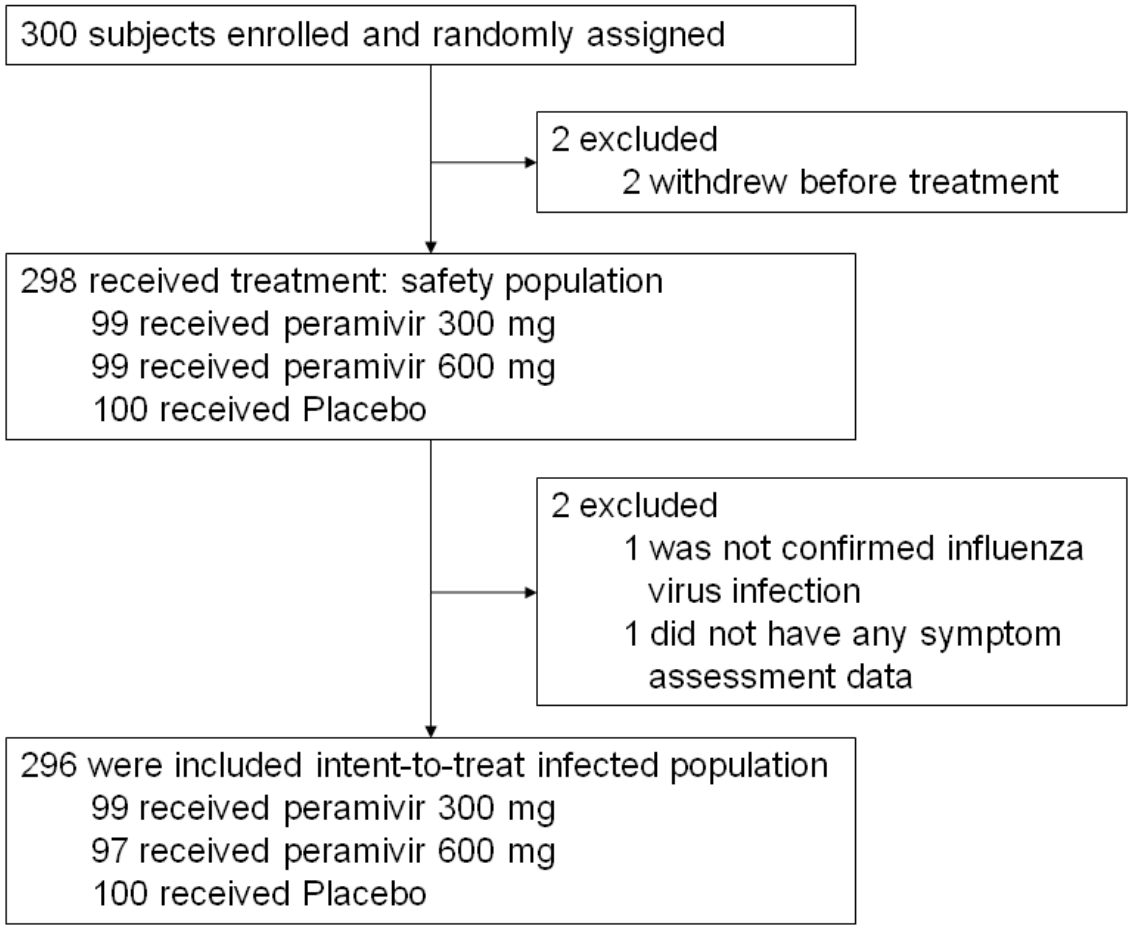 300 subjects enrolled and randomly assigned
2 excluded
2 withdrew before treatment
298 received treatment: safety population
99 received peramivir 300 mg
99 received peramivir 600 mg
100 received Placebo
2 excluded
1 was not confirmed influenza
virus infection
1 did not have any symptom
assessment data
296 were included intent-to-treat infected population
99 received peramivir 300 mg
97 received peramivir 600 mg
100 received Placebo